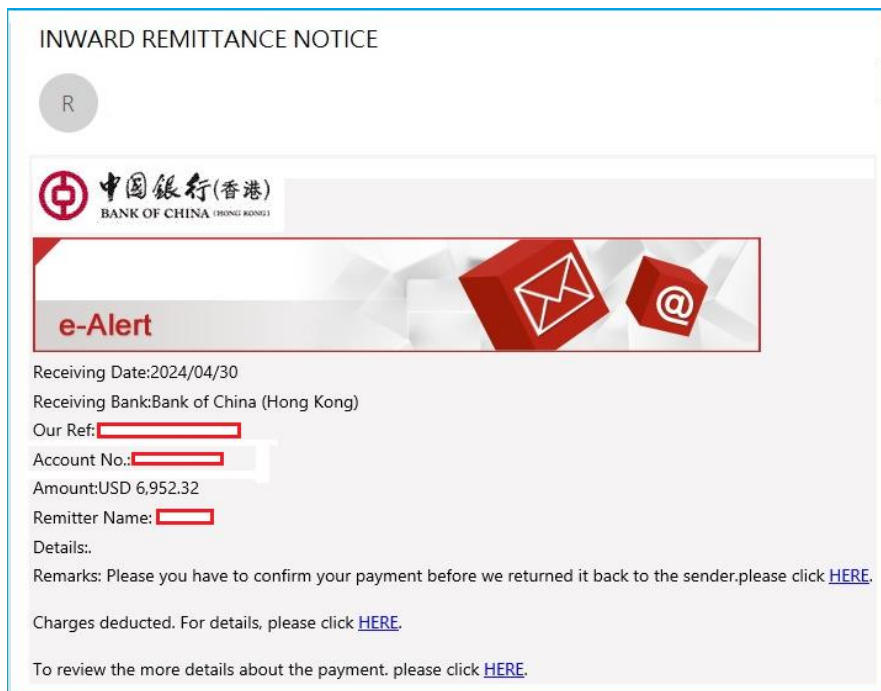 INWARD REMITTANCE NOTICE
R
中國銀行(香港)
BANK OF CHINA (HONG KONG)
e-Alert
@
Receiving Date:2024/04/30
Receiving Bank:Bank of China (Hong Kong)
Our Ref:
Account No.:
Amount:USD 6,952.32
Remitter Name:
Details:.
Remarks: Please you have to confirm your payment before we returned it back to the sender.please click HERE.
Charges deducted. For details, please click HERE.
To review the more details about the payment. please click HERE.